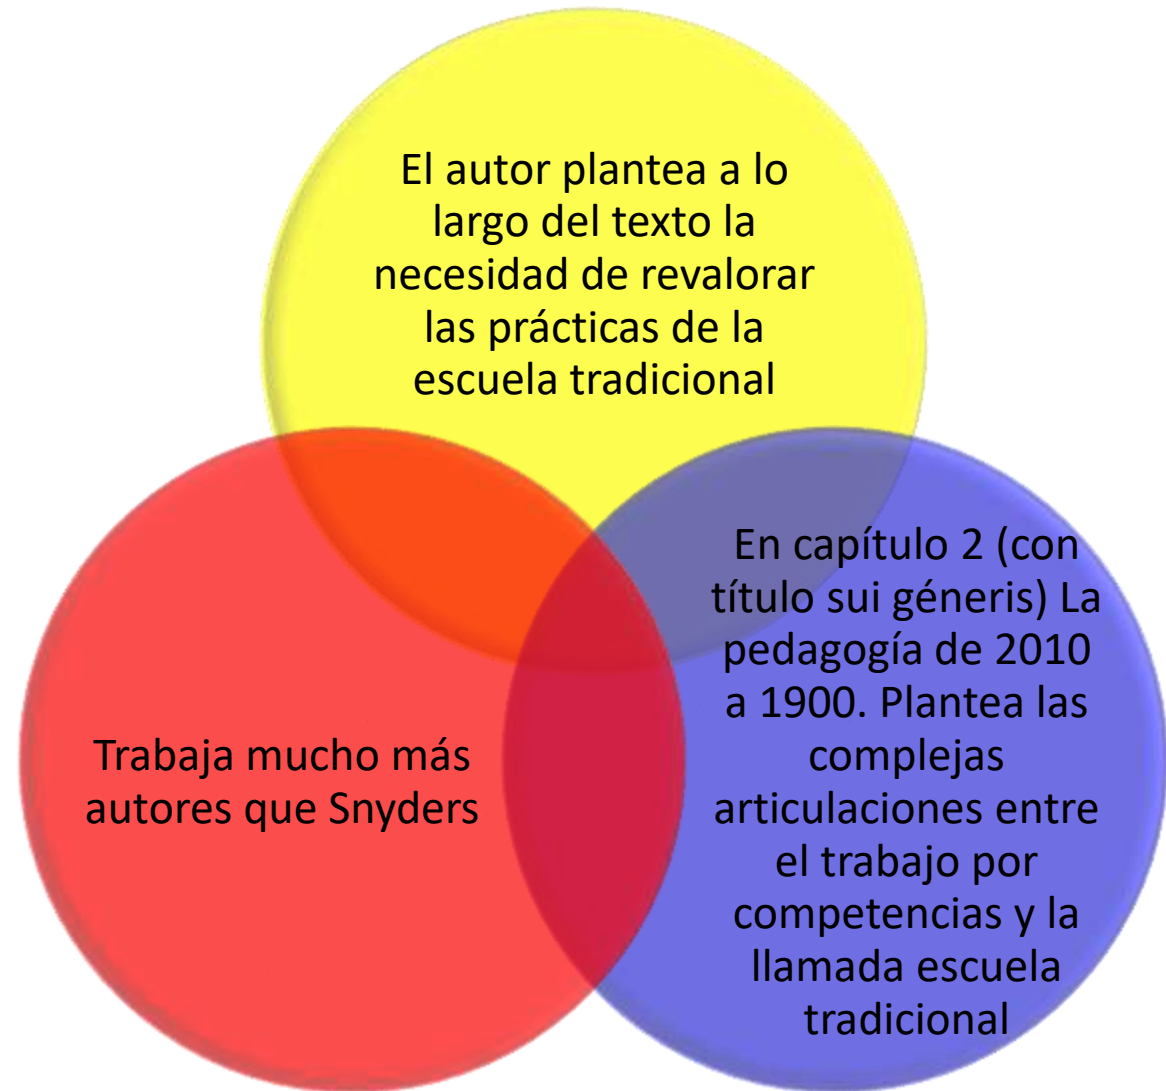 El autor plantea a lo
largo del texto la
necesidad de revalorar
las prácticas de la
escuela tradicional
Trabaja mucho más
autores que Snyders
En capítulo 2 (con
título sui géneris) La
pedagogía de 2010
a 1900. Plantea las
complejas
articulaciones entre
el trabajo por
competencias y la
llamada escuela
tradicional